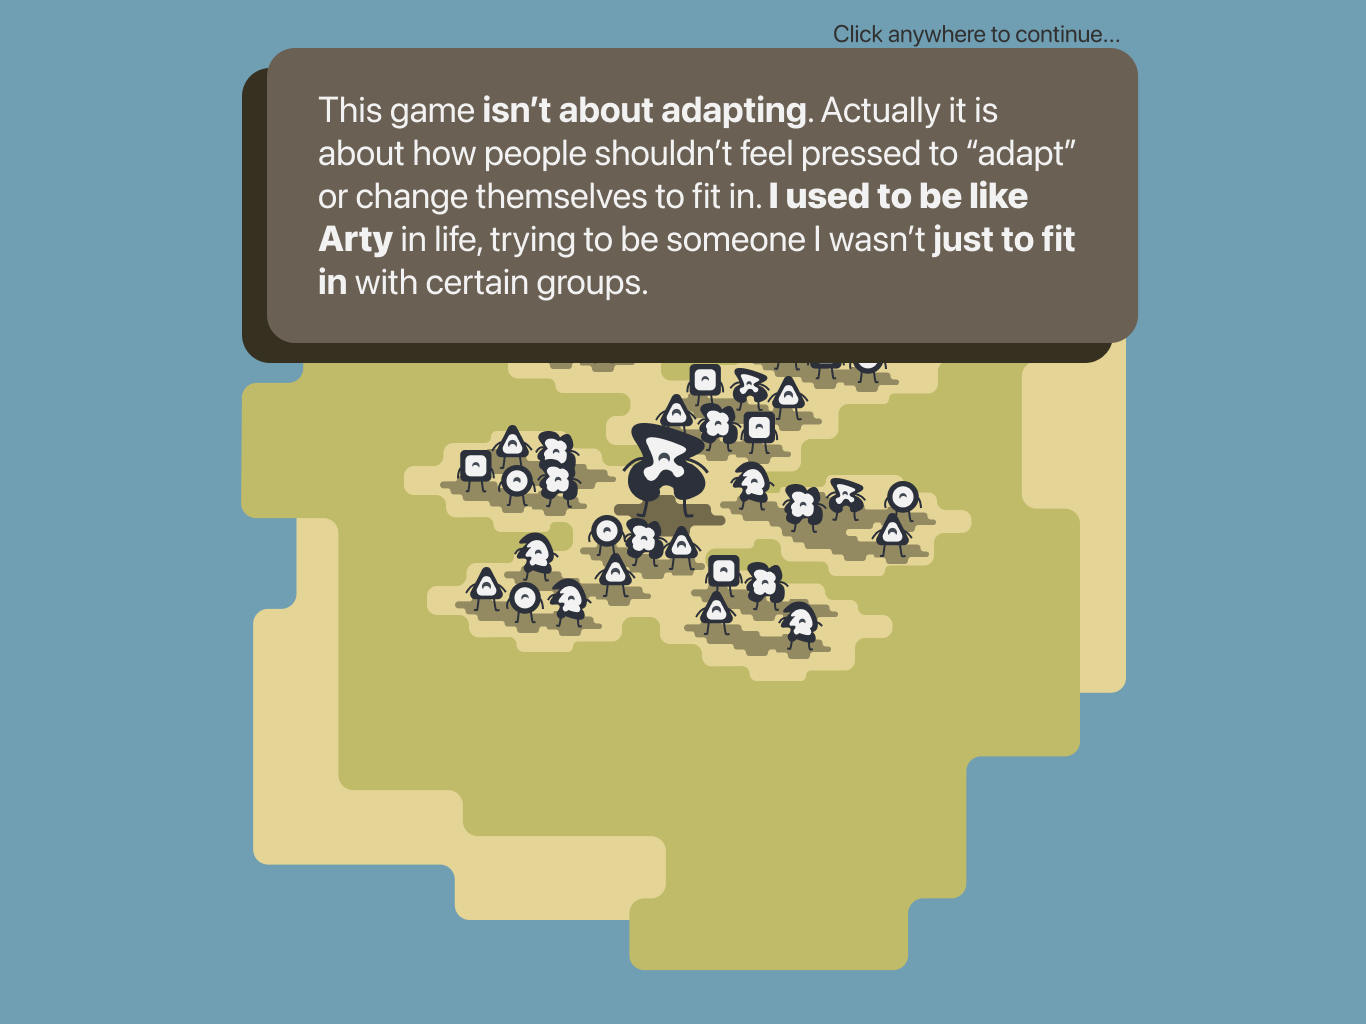 Click anywhere to continue...
This game isn’t about adapting. Actually it is
about how people shouldn’t feel pressed to “adapt”
or change themselves to fit in. I used to be like
Arty in life, trying to be someone I wasn’t just to fit
in with certain groups.